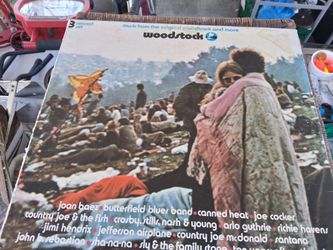 3
music from the original soundtrack and more
woodstock
joan baez • butterfield blues band • canned heat • joe cocker
country joe & the fish • crosby, stills, nash & young • arlo guthrie • richie havens
jimi hendrix • jefferson airplane • country joe mcdonald • santana
john b. sebastian • sha-na-na • sly & the family stone • ten years